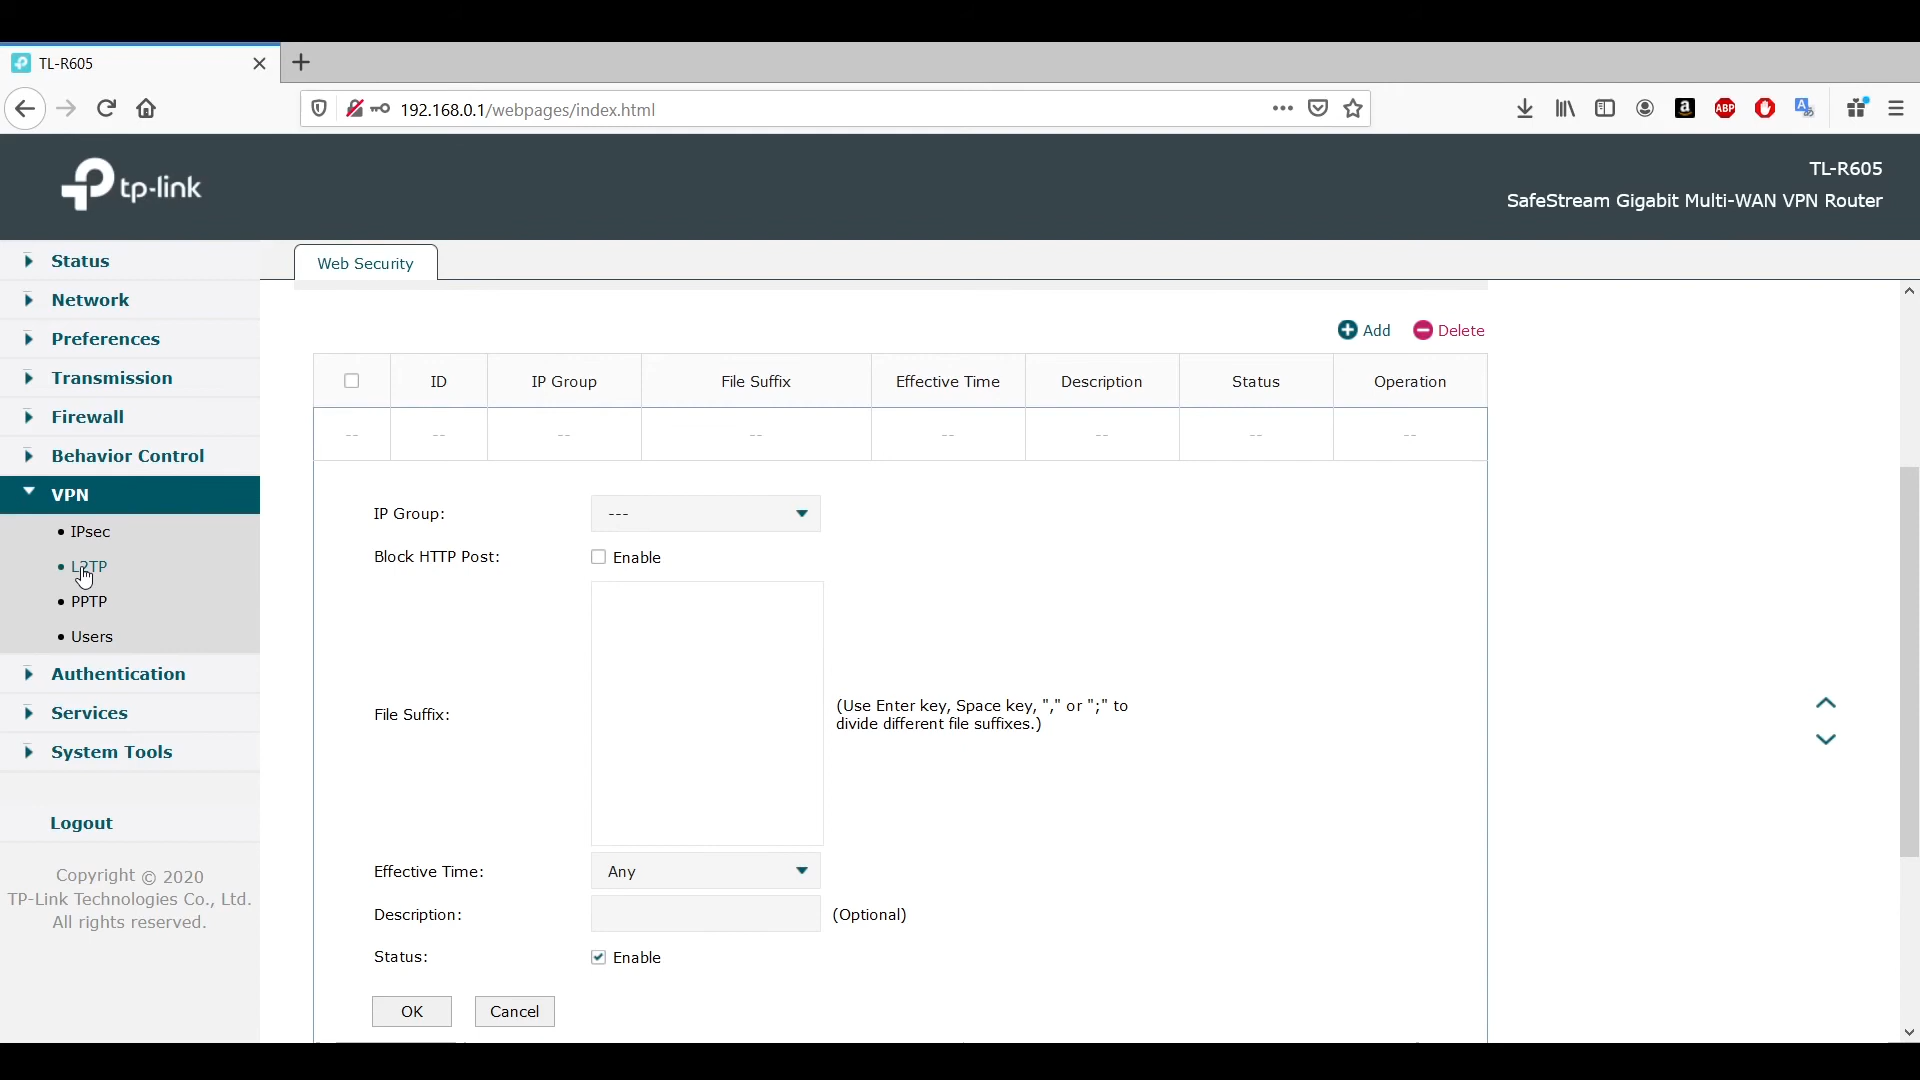 TL-R605
192.168.0.1/webpages/index.html
a
ABP
tp-link
TL-R605
SafeStream Gigabit Multi-WAN VPN Router
Status
Network
Preferences
Transmission
Firewall
Behavior Control
VPN
IPsec
L2TP
PPTP
Users
Authentication
Services
System Tools
Logout
Copyright © 2020
TP-Link Technologies Co., Ltd.
All rights reserved.
Web Security
Add Delete
ID IP Group File Suffix Effective Time Description Status Operation
-- -- -- -- -- -- -- --
IP Group: ---
Block HTTP Post: Enable
File Suffix:
(Use Enter key, Space key, "," or ";" to
divide different file suffixes.)
Effective Time: Any
Description: (Optional)
Status: Enable
OK Cancel